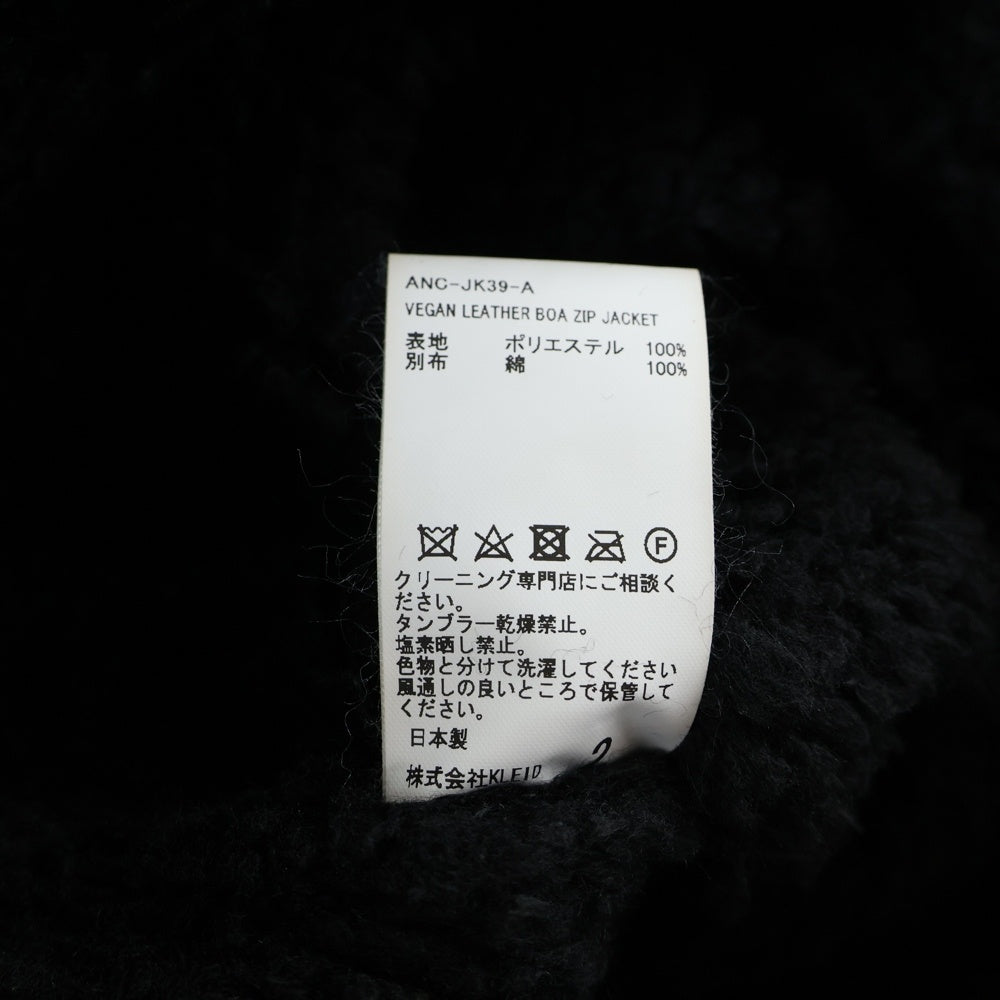 ANC-JK39-A
VEGAN LEATHER BOA ZIP JACKET
表地 ポリエステル 100%
別布 綿 100%
F
クリーニング専門店にご相談く
ださい。
タンブラー乾燥禁止。
塩素晒し禁止。
色物と分けて洗濯してください
風通しの良いところで保管して
ください。
日本製
2
株式会社KLEID